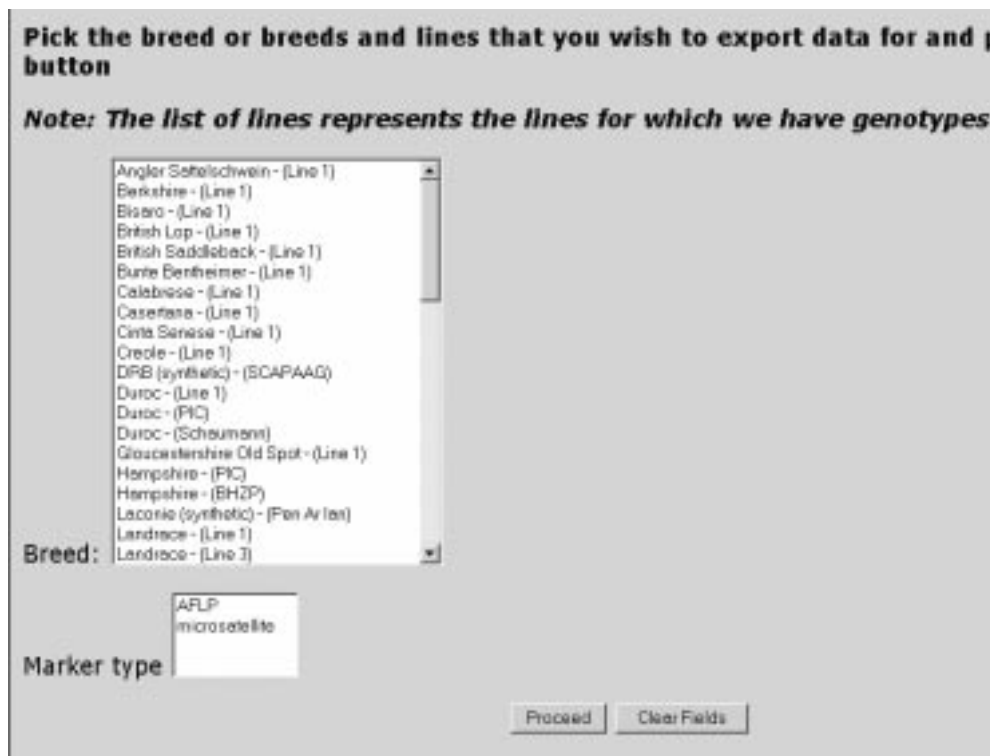 Pick the breed or breeds and lines that you wish to export data for and
button
Note: The list of lines represents the lines for which we have genotypes
Angler Sattelschwein - (Line 1)
Berkshire - (Line 1)
Bisaro - (Line 1)
British Lop - (Line 1)
British Saddleback - (Line 1)
Bunte Bentheimer - (Line 1)
Calabrese - (Line 1)
Casertana - (Line 1)
Cinta Senese - (Line 1)
Creole - (Line 1)
DRB (synthetic) - (SCAPAAG)
Duroc - (Line 1)
Duroc - (PIC)
Duroc - (Schaumann)
Gloucestershire Old Spot - (Line 1)
Hampshire - (PIC)
Hampshire - (BHZP)
Laconie (synthetic) - (Pen Ar lan)
Landrace - (Line 1)
Breed: Landrace - (Line 3)
AFLP
microsatellite
Marker type
Proceed Clear Fields